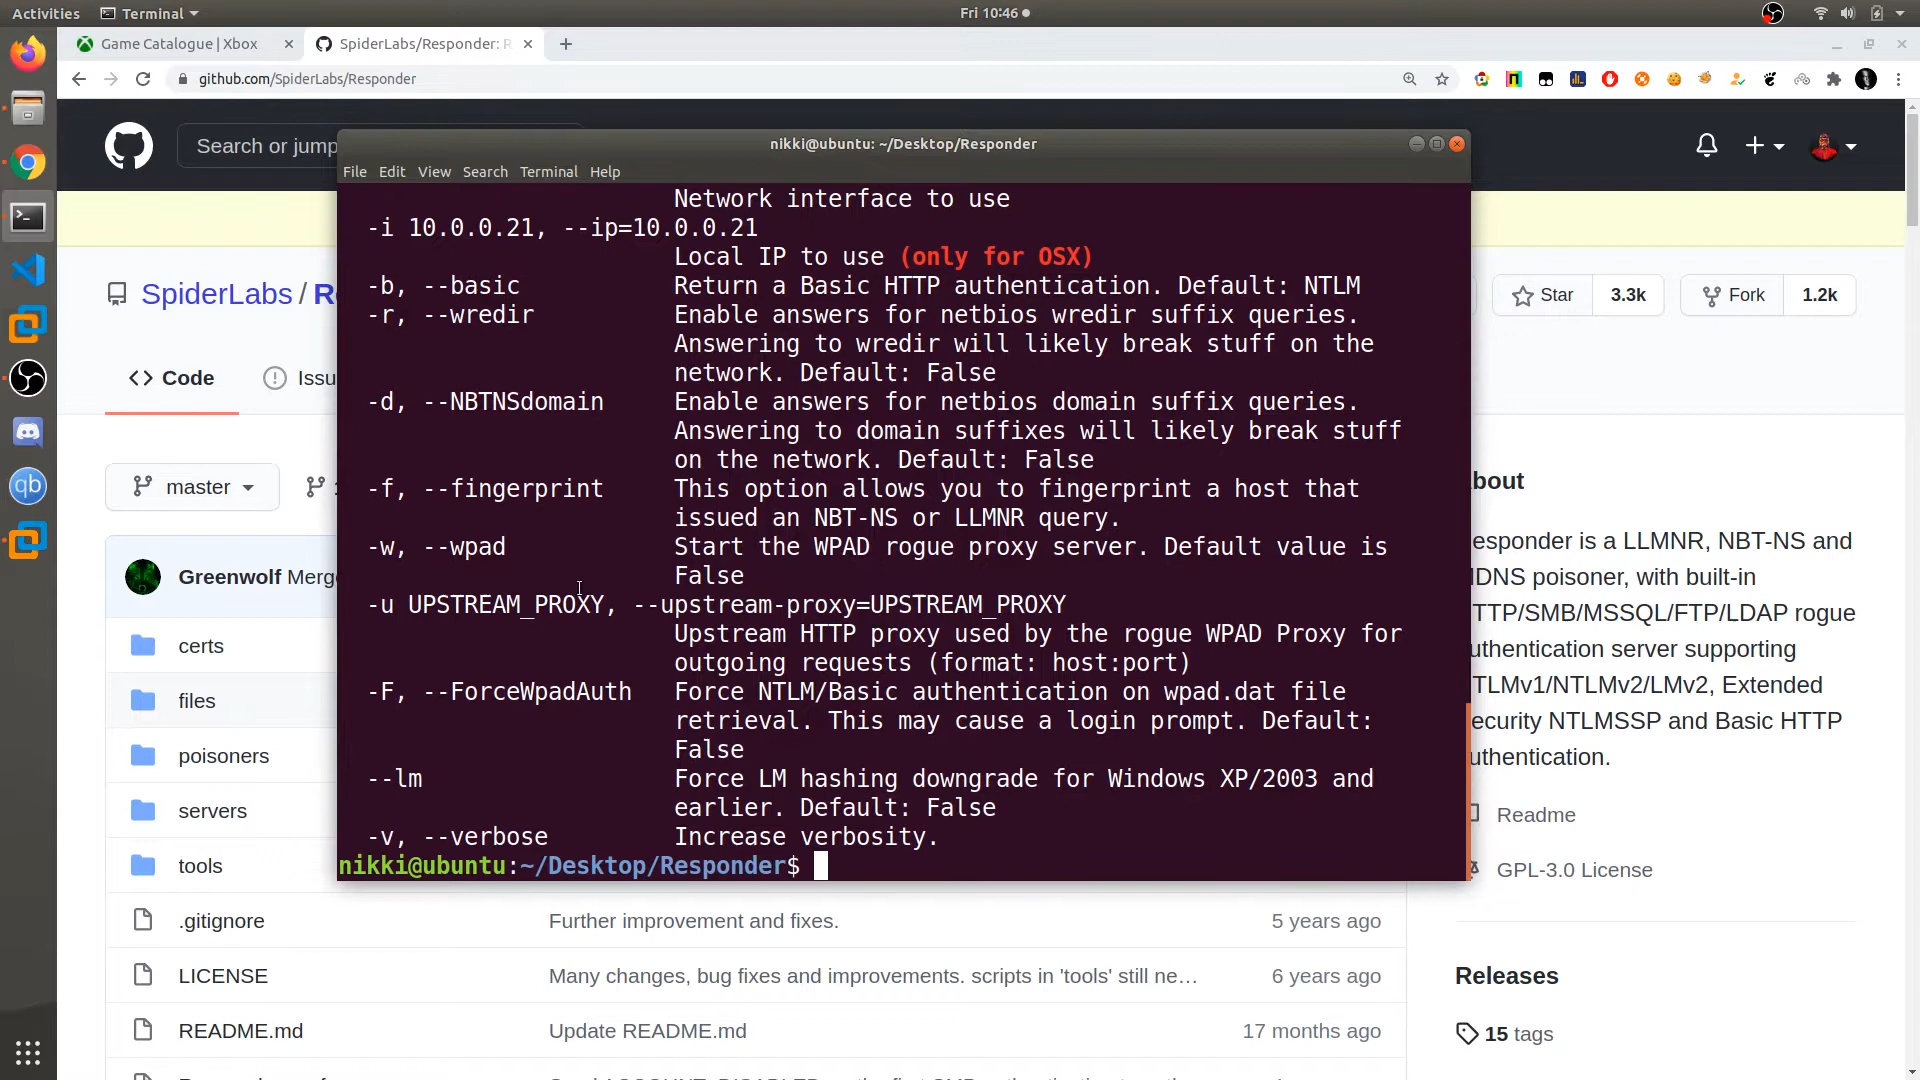 Activities Terminal Fri 10:46
Game Catalogue | Xbox SpiderLabs/Responder: R
github.com/SpiderLabs/Responder
Search or jump
nikki@ubuntu: ~/Desktop/Responder
File Edit View Search Terminal Help
Network interface to use
-i 10.0.0.21, --ip=10.0.0.21
Local IP to use (only for OSX)
-b, --basic Return a Basic HTTP authentication. Default: NTLM
-r, --wredir Enable answers for netbios wredir suffix queries.
Answering to wredir will likely break stuff on the
network. Default: False
-d, --NBTNSdomain Enable answers for netbios domain suffix queries.
Answering to domain suffixes will likely break stuff
on the network. Default: False
-f, --fingerprint This option allows you to fingerprint a host that
issued an NBT-NS or LLMNR query.
-w, --wpad Start the WPAD rogue proxy server. Default value is
False
-u UPSTREAM_PROXY, --upstream-proxy=UPSTREAM_PROXY
Upstream HTTP proxy used by the rogue WPAD Proxy for
outgoing requests (format: host:port)
-F, --ForceWpadAuth Force NTLM/Basic authentication on wpad.dat file
retrieval. This may cause a login prompt. Default:
False
--lm Force LM hashing downgrade for Windows XP/2003 and
earlier. Default: False
-v, --verbose Increase verbosity.
nikki@ubuntu:~/Desktop/Responder$
SpiderLabs / R
Star 3.3k Fork 1.2k
Code Issu
master
Greenwolf Merg
certs
files
poisoners
servers
tools
.gitignore Further improvement and fixes. 5 years ago
LICENSE Many changes, bug fixes and improvements. scripts in 'tools' still ne… 6 years ago
README.md Update README.md 17 months ago
bout
esponder is a LLMNR, NBT-NS and
DNS poisoner, with built-in
TTP/SMB/MSSQL/FTP/LDAP rogue
uthentication server supporting
TLMv1/NTLMv2/LMv2, Extended
ecurity NTLMSSP and Basic HTTP
uthentication.
Readme
GPL-3.0 License
Releases
15 tags
qb